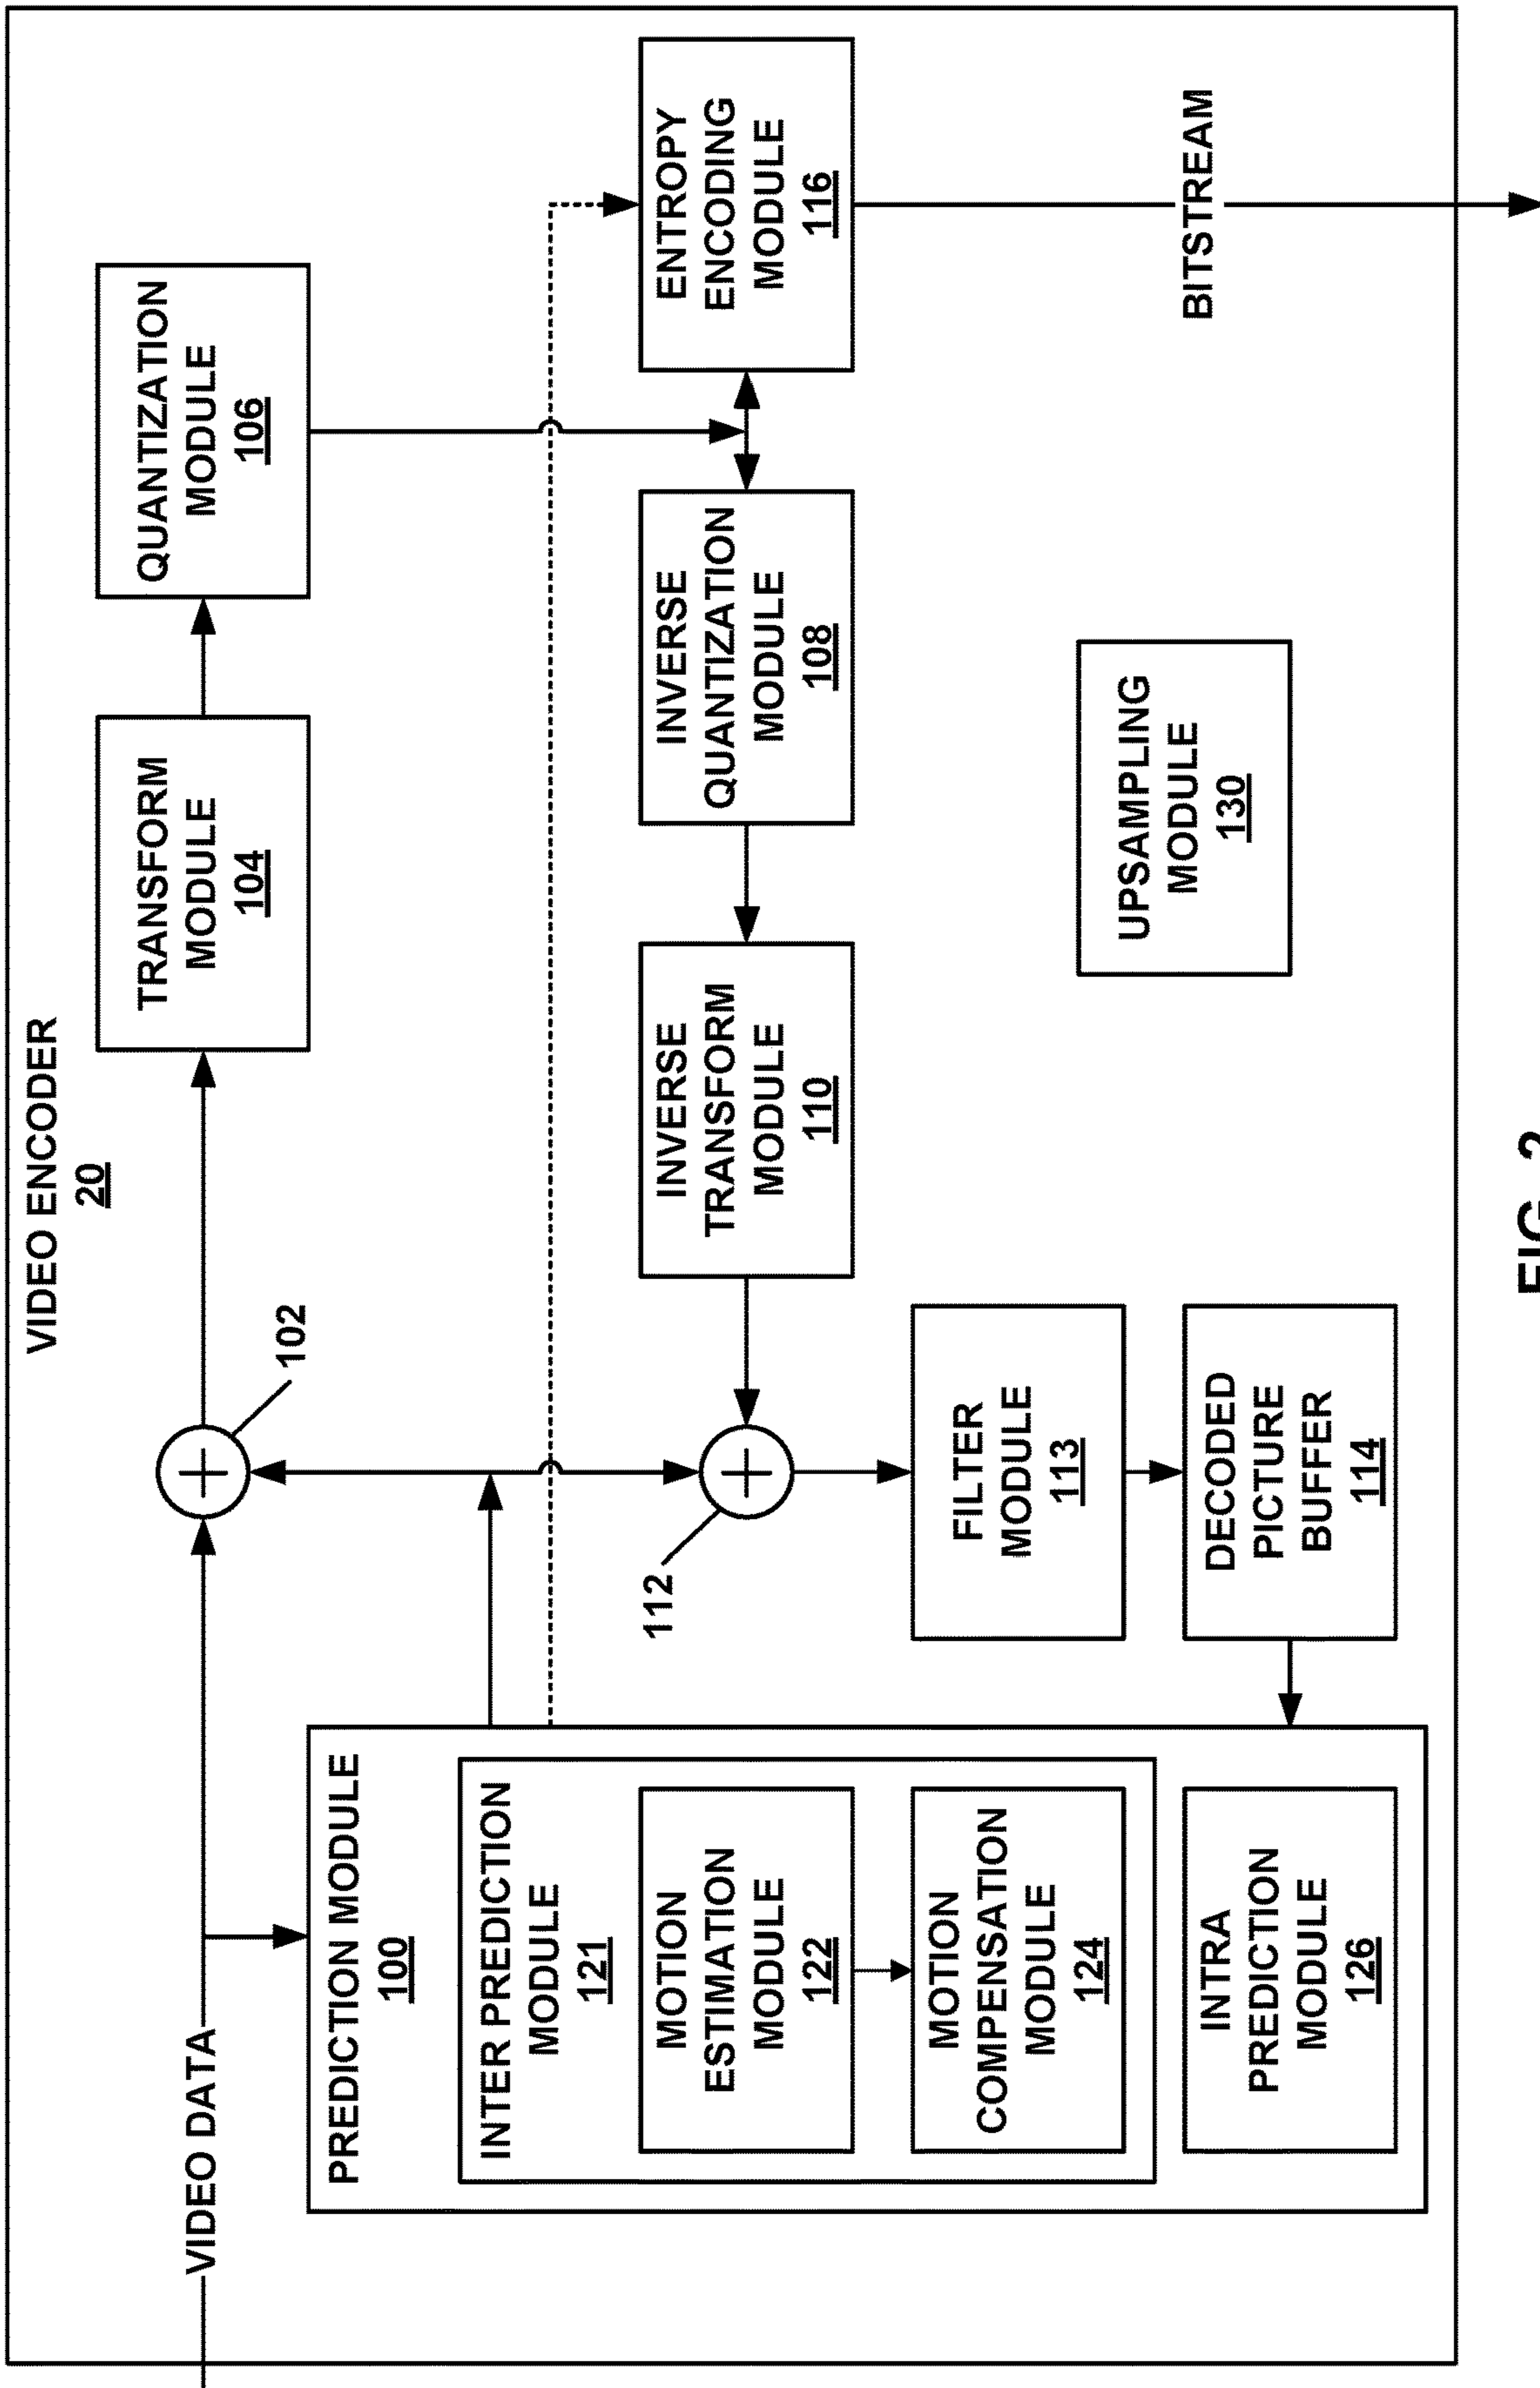 VIDEO ENCODER
20
VIDEO DATA
102
TRANSFORM
MODULE
104
QUANTIZATION
MODULE
106
PREDICTION MODULE
100
INTER PREDICTION
MODULE
121
MOTION
ESTIMATION
MODULE
122
MOTION
COMPENSATION
MODULE
124
INTRA
PREDICTION
MODULE
126
112
INVERSE
TRANSFORM
MODULE
110
INVERSE
QUANTIZATION
MODULE
108
ENTROPY
ENCODING
MODULE
116
FILTER
MODULE
113
DECODED
PICTURE
BUFFER
114
UPSAMPLING
MODULE
130
BITSTREAM
FIG. 2